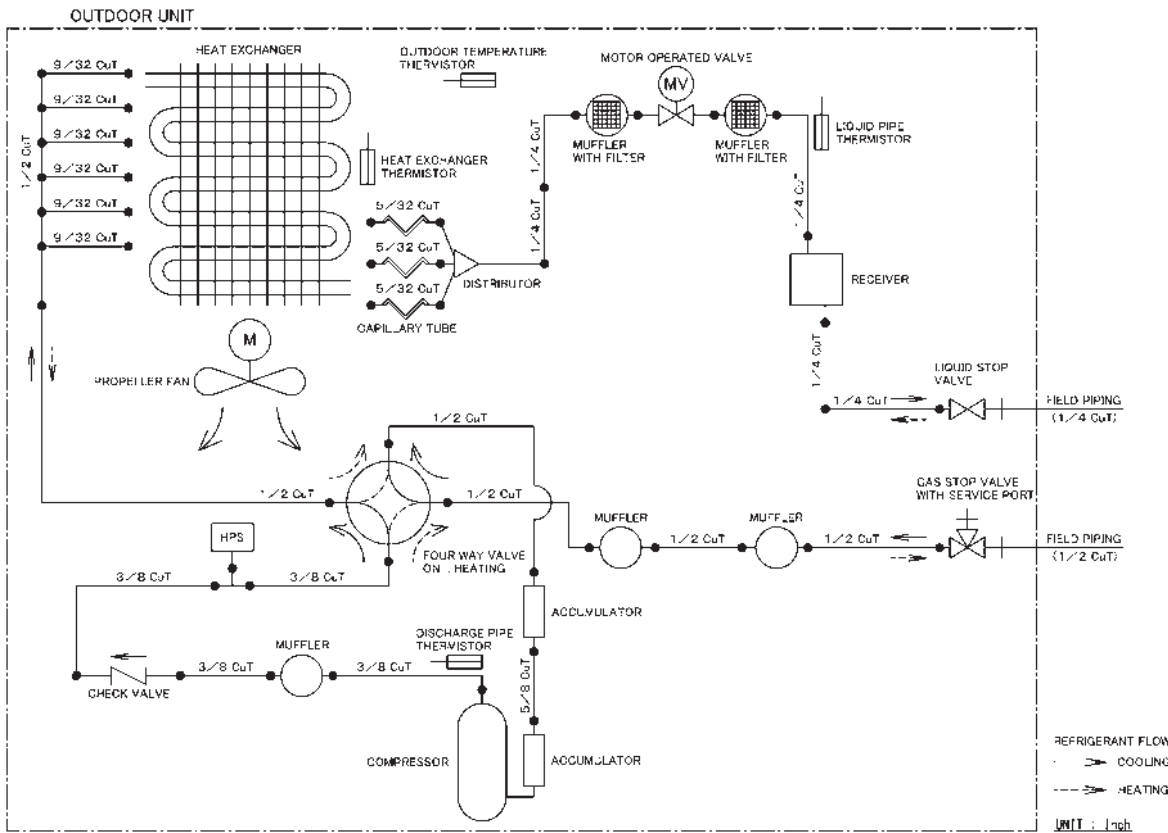 OUTDOOR UNIT
HEAT EXCHANGER
9/32 CuT
9/32 CuT
9/32 CuT
9/32 CuT
9/32 CuT
9/32 CuT
1/2 CuT
OUTDOOR TEMPERATURE
THERMISTOR
MOTOR OPERATED VALVE
MV
MUFFLER
WITH FILTER
MUFFLER
WITH FILTER
LIQUID PIPE
THERMISTOR
HEAT EXCHANGER
THERMISTOR
1/4 CuT
1/4 CuT
1/4 CuT
5/32 CuT
5/32 CuT
5/32 CuT
DISTRIBUTOR
CAPILLARY TUBE
RECEIVER
M
PROPELLER FAN
1/4 CuT
LIQUID STOP
VALVE
1/4 CuT
FIELD PIPING
(1/4 CuT)
1/2 CuT
1/2 CuT
1/2 CuT
GAS STOP VALVE
WITH SERVICE PORT
MUFFLER
MUFFLER
1/2 CuT
1/2 CuT
FIELD PIPING
(1/2 CuT)
HPS
FOUR WAY VALVE
HEATING
3/8 CuT
3/8 CuT
ACCUMULATOR
DISCHARGE PIPE
THERMISTOR
MUFFLER
3/8 CuT
3/8 CuT
CHECK VALVE
5/8 CuT
COMPRESSOR
ACCUMULATOR
REFRIGERANT FLOW
COOLING
HEATING
UNIT : Inch